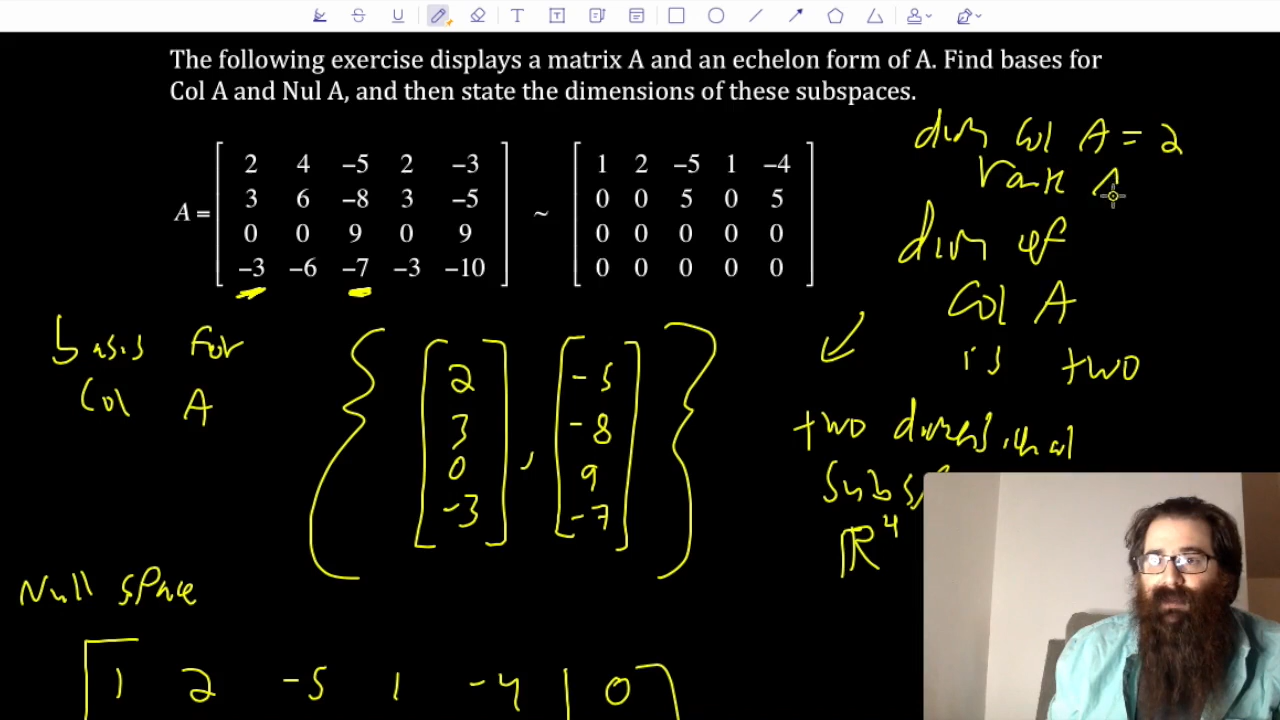 The following exercise displays a matrix A and an echelon form of A. Find bases for
Col A and Nul A, and then state the dimensions of these subspaces.
A = [ 2 4 −5 2 −3 ] ~ [ 1 2 −5 1 −4 ]
3 6 −8 3 −5 0 0 5 0 5
0 0 9 0 9 0 0 0 0 0
−3 −6 −7 −3 −10 0 0 0 0 0
dim Col A = 2
rank A
dim of
Col A
is two
basis for
Col A
{ [ 2 3 0 -3 ] , [ -5 -8 9 -7 ] }
two dimensional
subs
ℝ^4
Null space
[ 1 2 -5 1 -4 | 0 ]